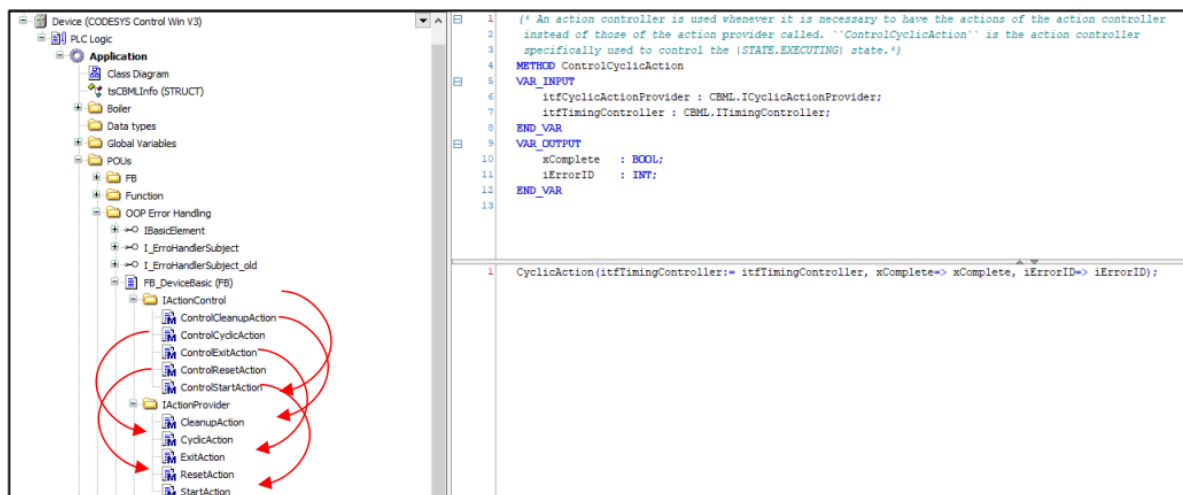 Device (CODESYS Control Win V3)
PLC Logic
Application
Class Diagram
tsCBMLInfo (STRUCT)
Boiler
Data types
Global Variables
POUs
FB
Function
OOP Error Handling
IBasicElement
I_ErroHandlerSubject
I_ErroHandlerSubject_old
FB_DeviceBasic (FB)
IActionControl
ControlCleanupAction
ControlCyclicAction
ControlExitAction
ControlResetAction
ControlStartAction
IActionProvider
CleanupAction
CyclicAction
ExitAction
ResetAction
StartAction
1 (* An action controller is used whenever it is necessary to have the actions of the action controller
2 instead of those of the action provider called. ``ControlCyclicAction`` is the action controller
3 specifically used to control the |STATE.EXECUTING| state.*)
4 METHOD ControlCyclicAction
5 VAR_INPUT
6 itfCyclicActionProvider : CBML.ICyclicActionProvider;
7 itfTimingController : CBML.ITimingController;
8 END_VAR
9 VAR_OUTPUT
10 xComplete : BOOL;
11 iErrorID : INT;
12 END_VAR
13
1 CyclicAction(itfTimingController:= itfTimingController, xComplete=> xComplete, iErrorID=> iErrorID);